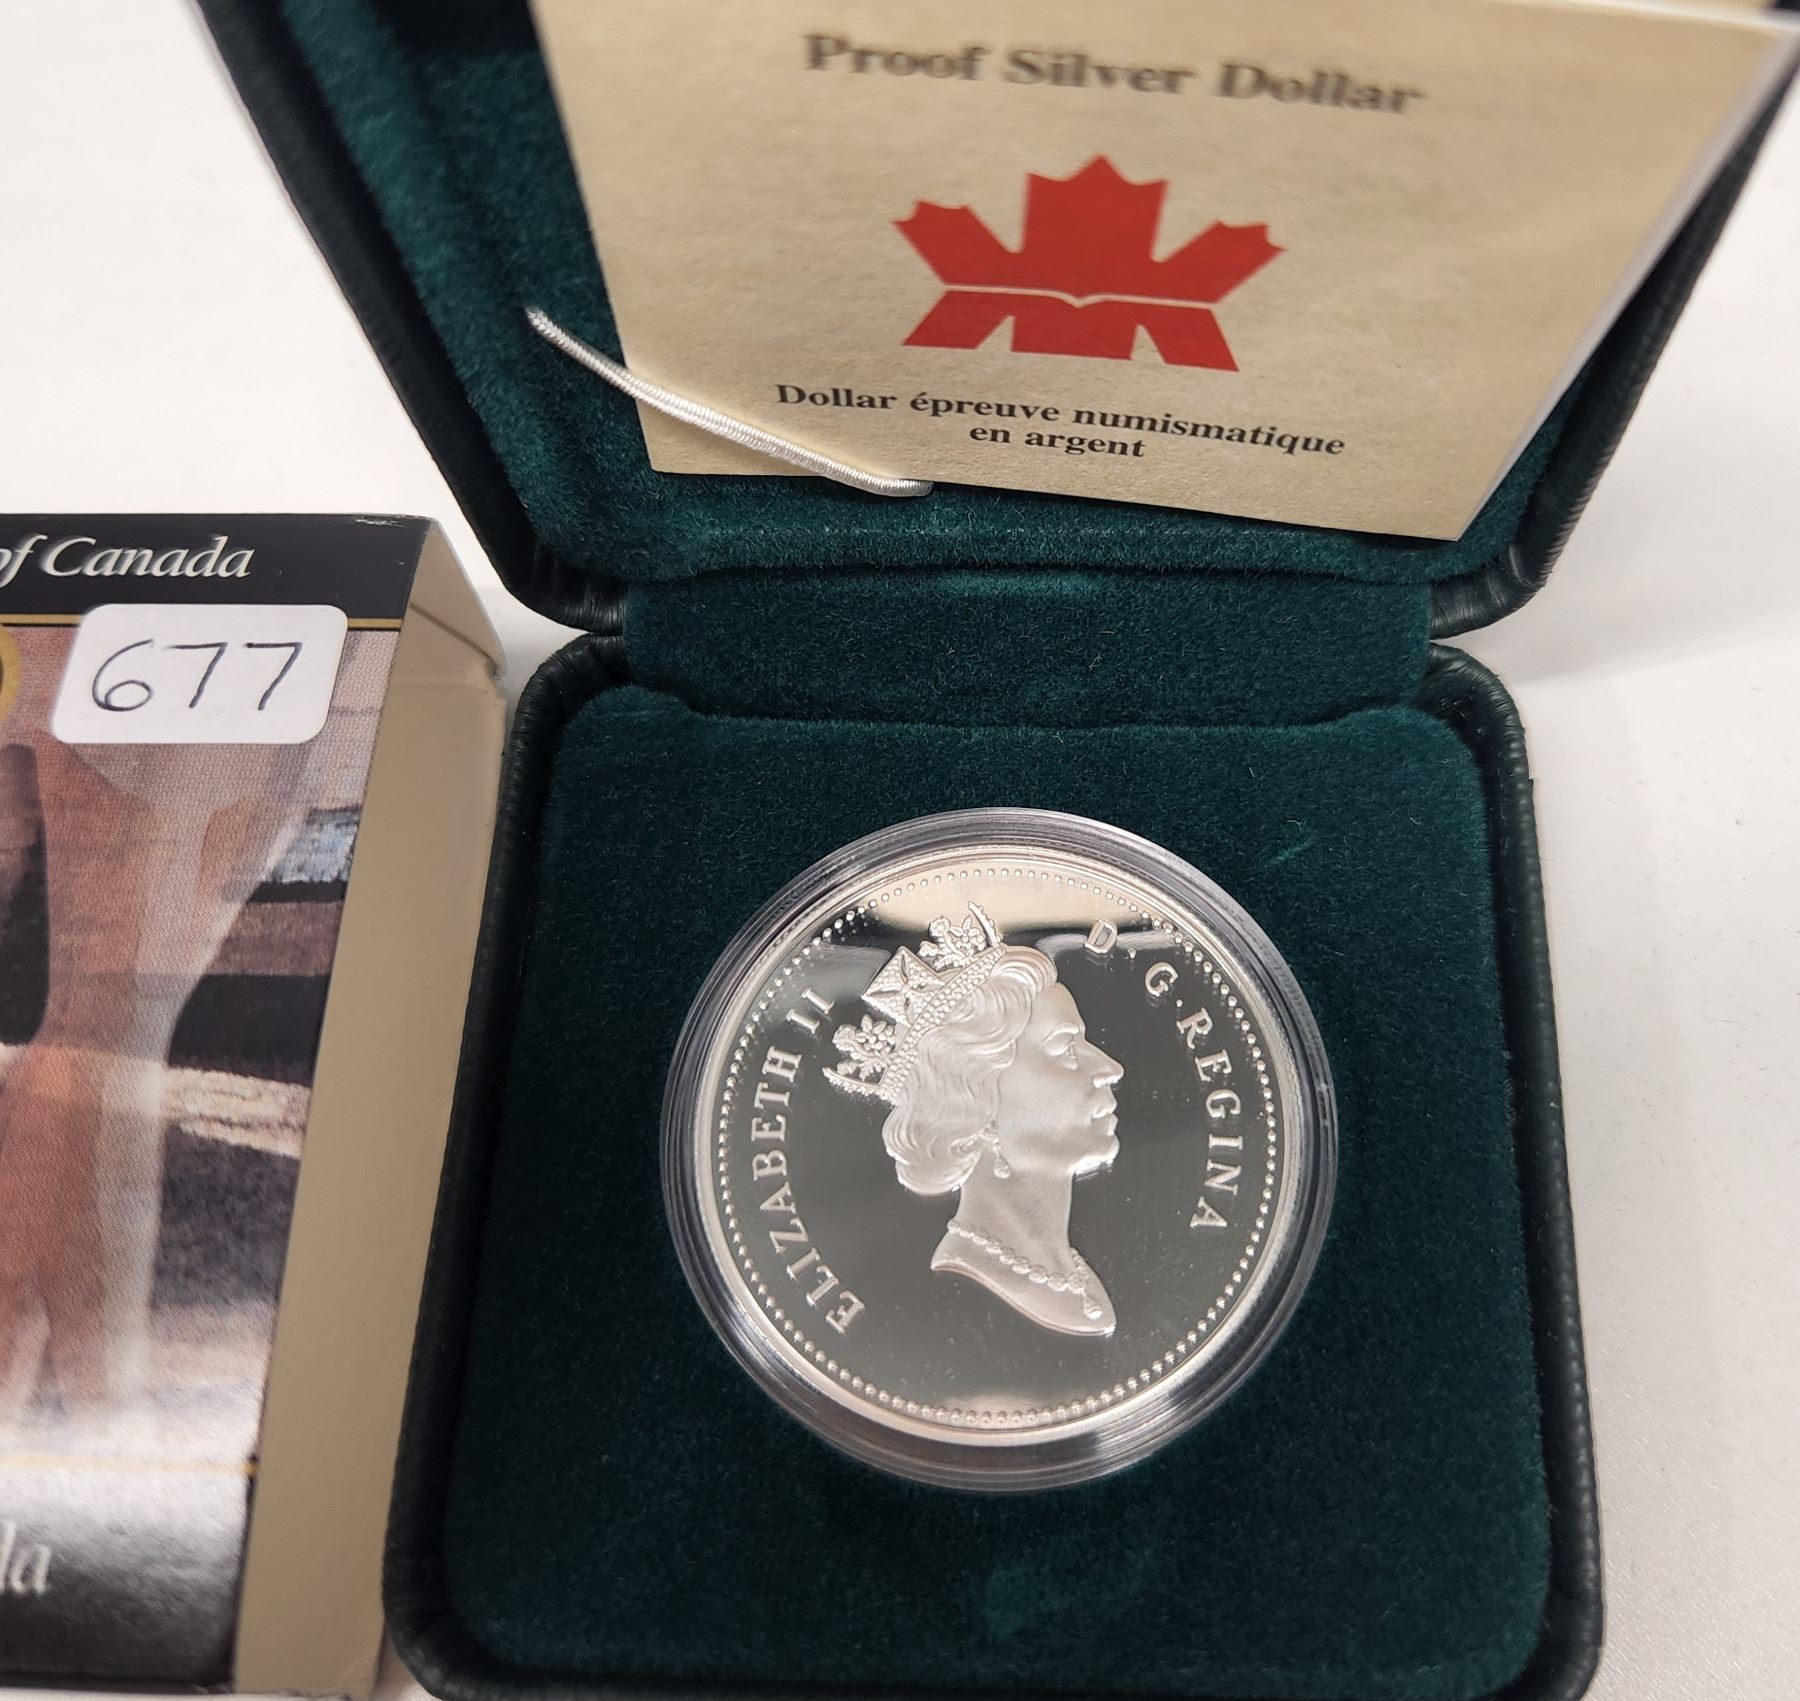 Proof Silver Dollar
Dollar épreuve numismatique
en argent
of Canada
677
ELIZABETH II
D. G. REGINA